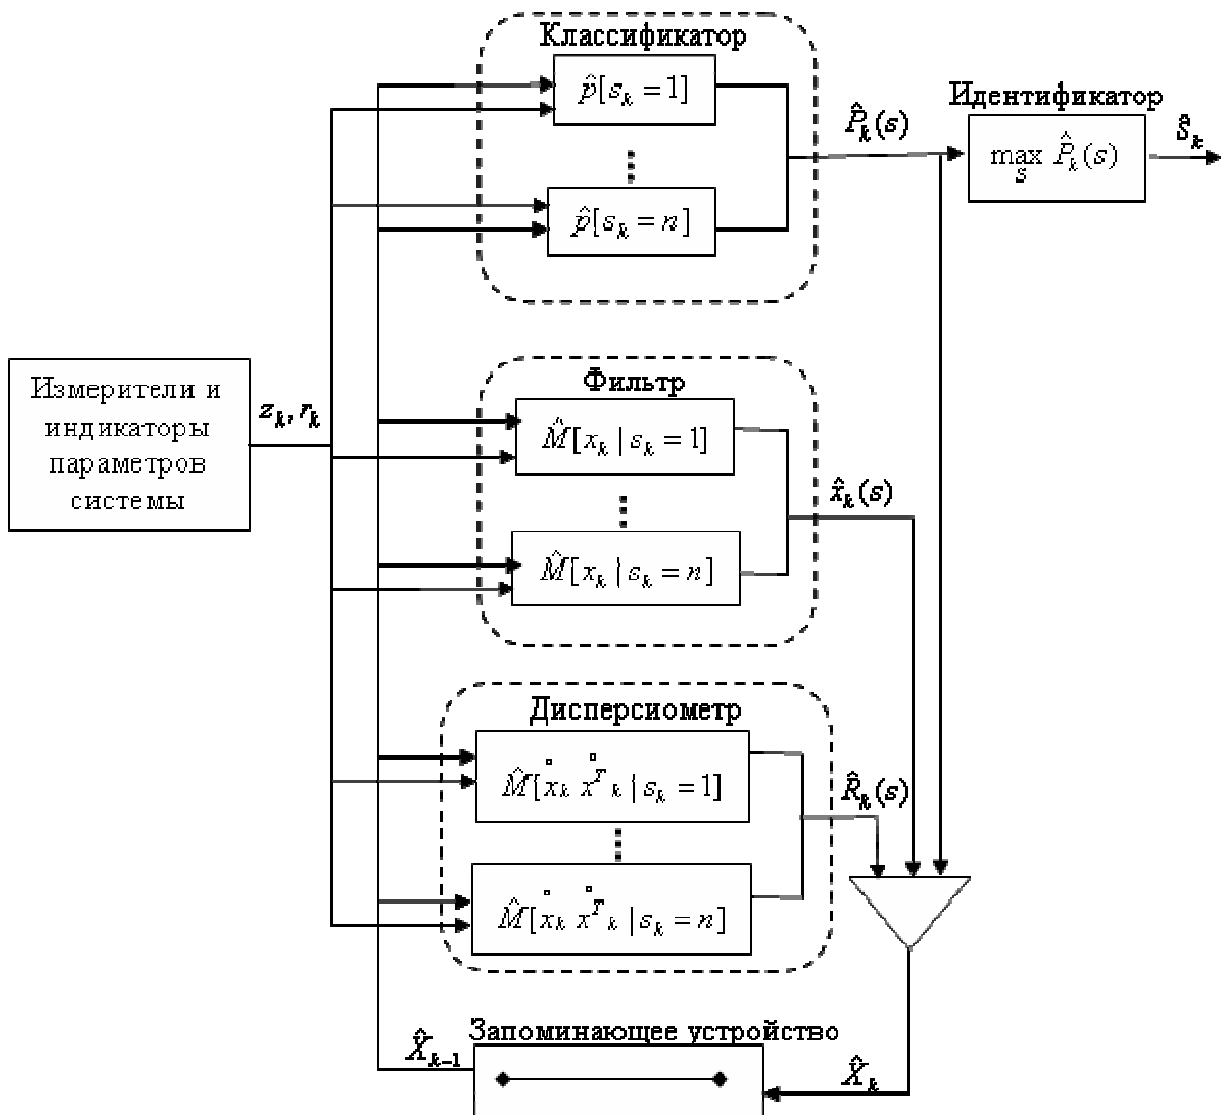 Классификатор
p̂[s_k = 1]
⋮
p̂[s_k = n]
P̂_k(s)
Идентификатор
max_s P̂_k(s)
ŝ_k
Измерители и
индикаторы
параметров
системы
z_k, r_k
Фильтр
M̂[x_k | s_k = 1]
⋮
M̂[x_k | s_k = n]
x̂_k(s)
Дисперсиометр
M̂[x̊_k x̊^T_k | s_k = 1]
⋮
M̂[x̊_k x̊^T_k | s_k = n]
R̂_k(s)
Запоминающее устройство
X̂_{k-1}
X̂_k